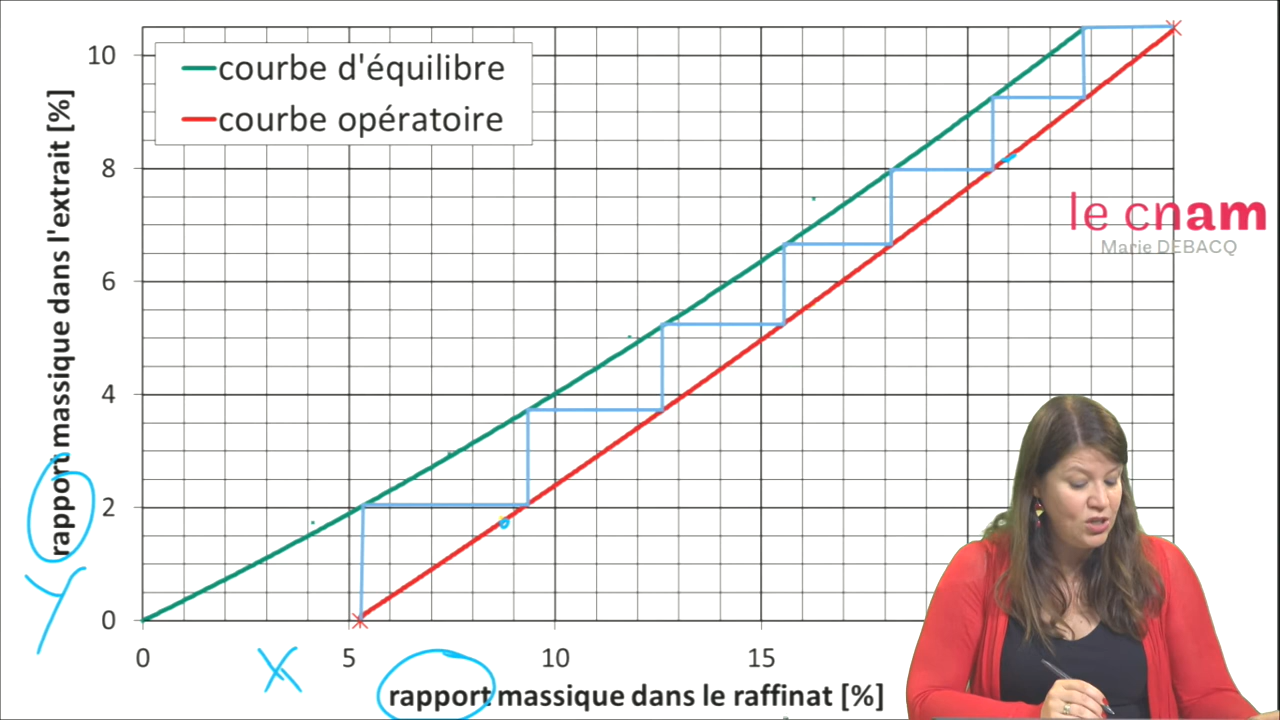 courbe d'équilibre
courbe opératoire
rapport massique dans l'extrait [%]
10
8
6
4
2
0
0
5
10
15
rapport massique dans le raffinat [%]
X
Y
le cnam
Marie DEBACQ